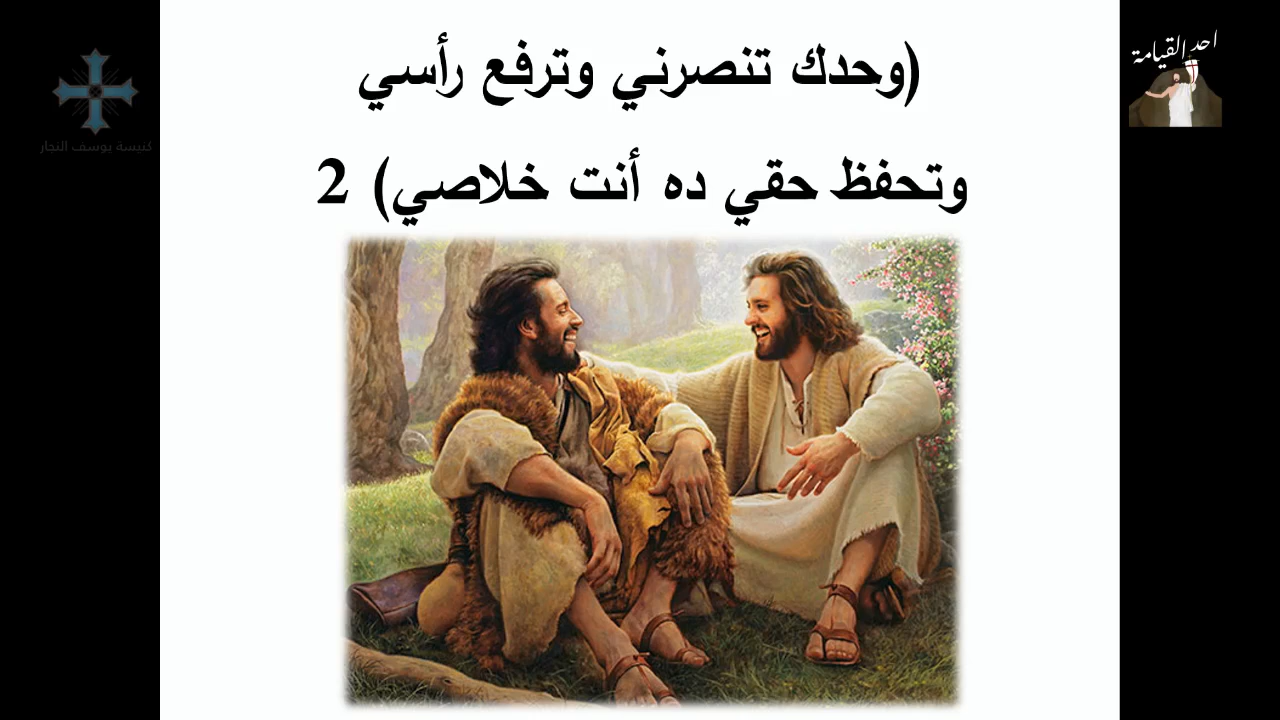 (وحدك تنصرني وترفع رأسي
وتحفظ حقي ده أنت خلاصي) 2
احد القيامة
كنيسة يوسف النجار